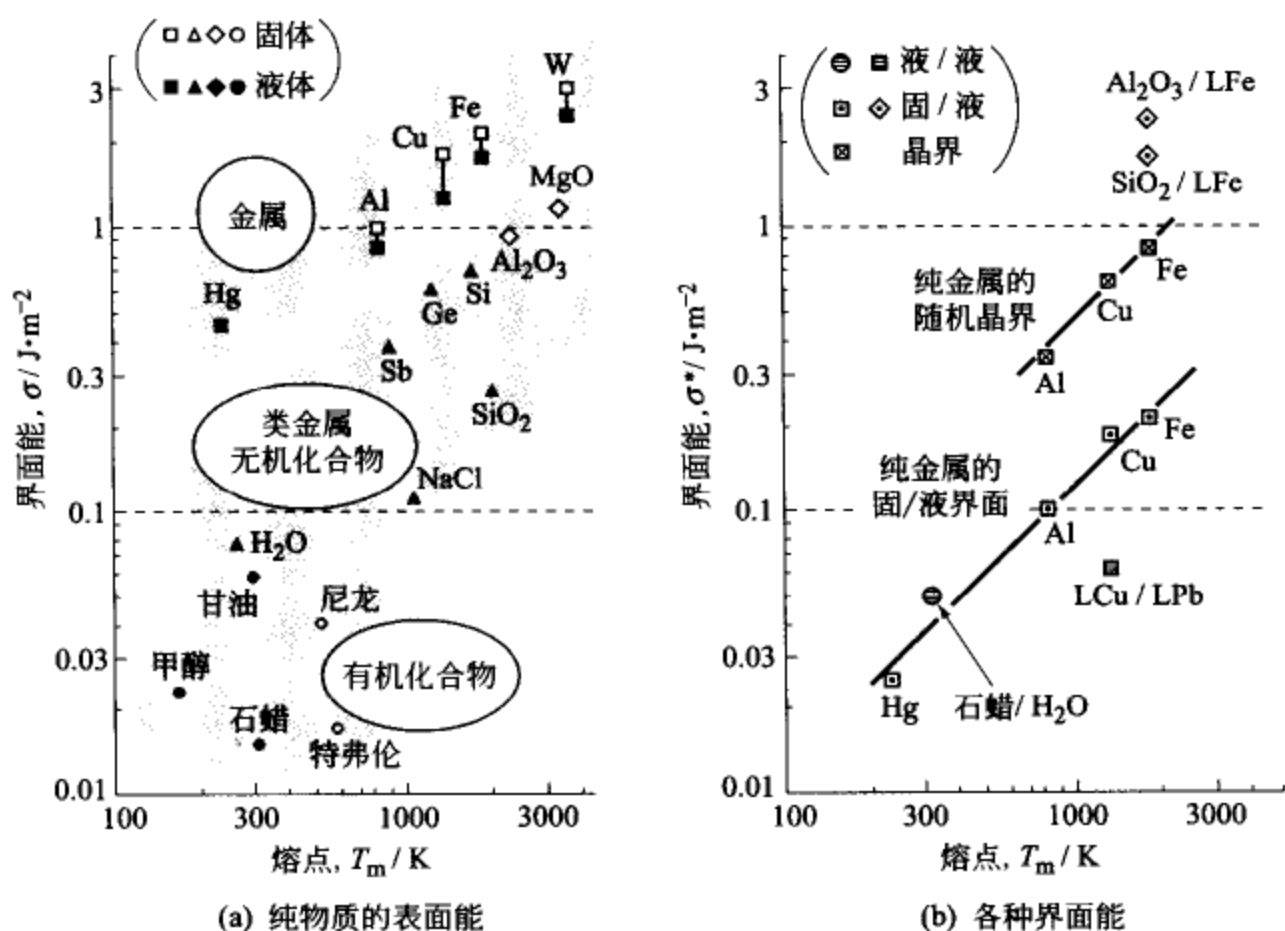 □ △ ◇ ○ 固体
■ ▲ ◆ ● 液体
界面能, σ/ J·m⁻²
3
1
0.3
0.1
0.03
0.01
W
Fe
Cu
MgO
Al
金属
Al₂O₃
Si
Hg
Ge
Sb
SiO₂
类金属
无机化合物
NaCl
H₂O
甘油
尼龙
甲醇
有机化合物
石蜡
特弗伦
100
300
1000
3000
熔点, Tₘ / K
(a) 纯物质的表面能
液 / 液
固 / 液
晶界
界面能, σ*/ J·m⁻²
3
1
0.3
0.1
0.03
0.01
Al₂O₃ / LFe
SiO₂ / LFe
纯金属的
随机晶界
Fe
Cu
Al
纯金属的
固/液界面
Fe
Cu
Al
LCu / LPb
Hg
石蜡/ H₂O
100
300
1000
3000
熔点, Tₘ / K
(b) 各种界面能